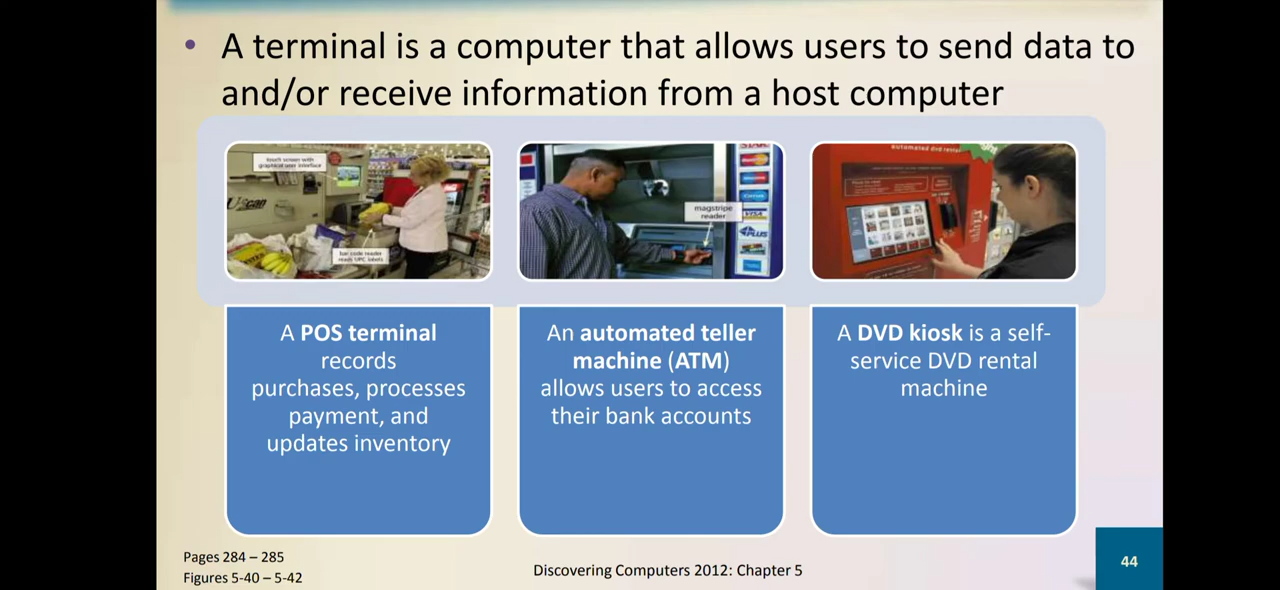 • A terminal is a computer that allows users to send data to
and/or receive information from a host computer
touch screen with
graphical user interface
U-Scan
bar code reader
reads UPC labels
magstripe
reader
VISA
PLUS
automated dvd rental
A POS terminal
records
purchases, processes
payment, and
updates inventory
An automated teller
machine (ATM)
allows users to access
their bank accounts
A DVD kiosk is a self-
service DVD rental
machine
Pages 284 – 285
Figures 5-40 – 5-42
Discovering Computers 2012: Chapter 5
44